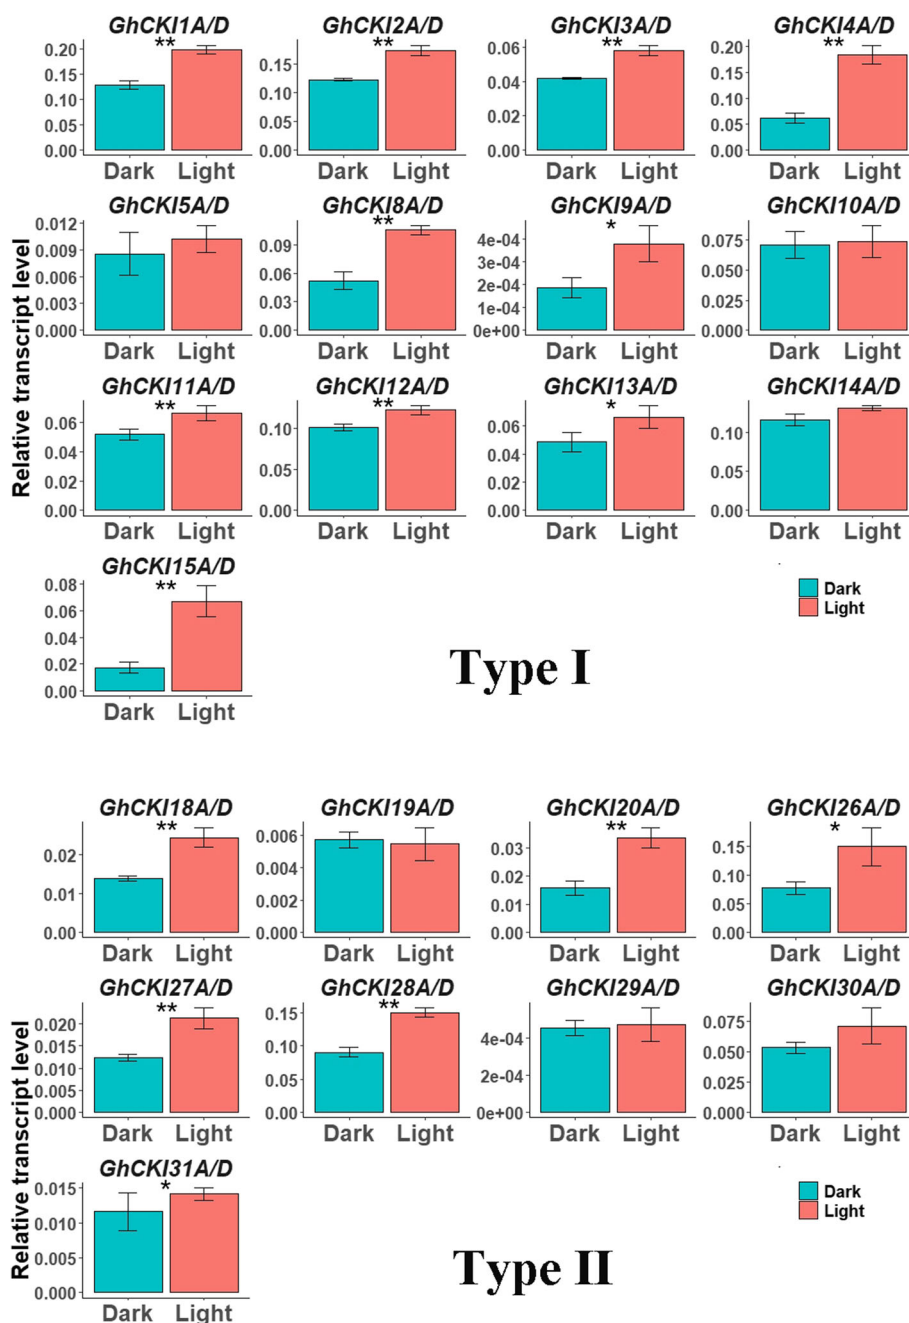 GhCKI1A/D GhCKI2A/D GhCKI3A/D GhCKI4A/D
** ** ** **
0.20 0.15 0.06 0.20
0.15 0.10 0.04 0.15
0.10 0.05 0.02 0.10
0.05 0.00 0.00 0.05
0.00 0.00
Dark Light Dark Light Dark Light Dark Light
GhCKI5A/D GhCKI8A/D GhCKI9A/D GhCKI10A/D
** *
0.012 0.09 4e-04 0.075
0.009 0.06 3e-04 0.050
0.006 0.03 2e-04 0.025
0.003 0.00 1e-04 0.000
0.000 0e+00
Dark Light Dark Light Dark Light Dark Light
Relative transcript level
GhCKI11A/D GhCKI12A/D GhCKI13A/D GhCKI14A/D
** ** *
0.06 0.10 0.06 0.10
0.04 0.05 0.04 0.05
0.02 0.00 0.02 0.00
0.00 0.00
Dark Light Dark Light Dark Light Dark Light
GhCKI15A/D
**
0.08
0.06
0.04
0.02
0.00
Dark Light
Dark
Light
Type I
GhCKI18A/D GhCKI19A/D GhCKI20A/D GhCKI26A/D
** ** *
0.02 0.006 0.03 0.15
0.01 0.004 0.02 0.10
0.00 0.002 0.01 0.05
0.000 0.00 0.00
Dark Light Dark Light Dark Light Dark Light
GhCKI27A/D GhCKI28A/D GhCKI29A/D GhCKI30A/D
** **
0.020 0.15 4e-04 0.075
0.015 0.10 2e-04 0.050
0.010 0.05 0e+00 0.025
0.005 0.00 0.000
0.000
Dark Light Dark Light Dark Light Dark Light
Relative transcript level
GhCKI31A/D
*
0.015
0.010
0.005
0.000
Dark Light
Dark
Light
Type II